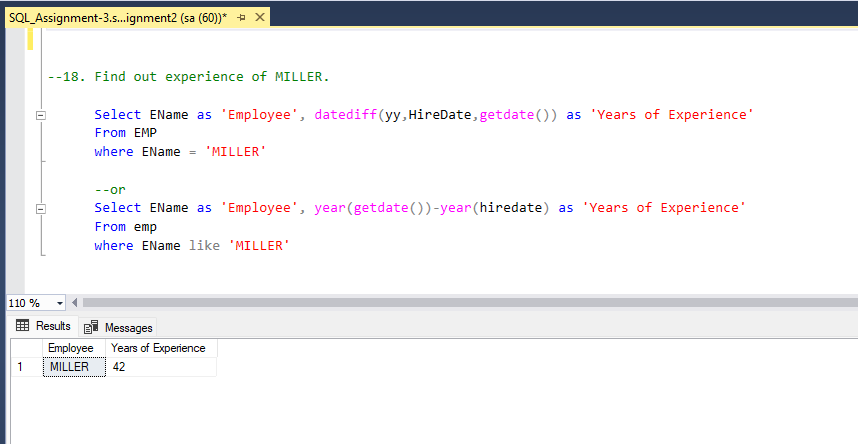 SQL_Assignment-3.s...ignment2 (sa (60))*
--18. Find out experience of MILLER.
Select EName as 'Employee', datediff(yy,HireDate,getdate()) as 'Years of Experience'
From EMP
where EName = 'MILLER'
--or
Select EName as 'Employee', year(getdate())-year(hiredate) as 'Years of Experience'
From emp
where EName like 'MILLER'
110 %
Results Messages
Employee Years of Experience
1 MILLER 42